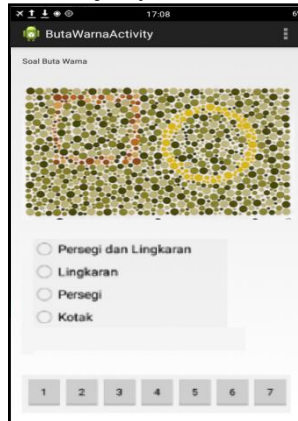 17:08
ButaWarnaActivity
Soal Buta Warna
Persegi dan Lingkaran
Lingkaran
Persegi
Kotak
1 2 3 4 5 6 7